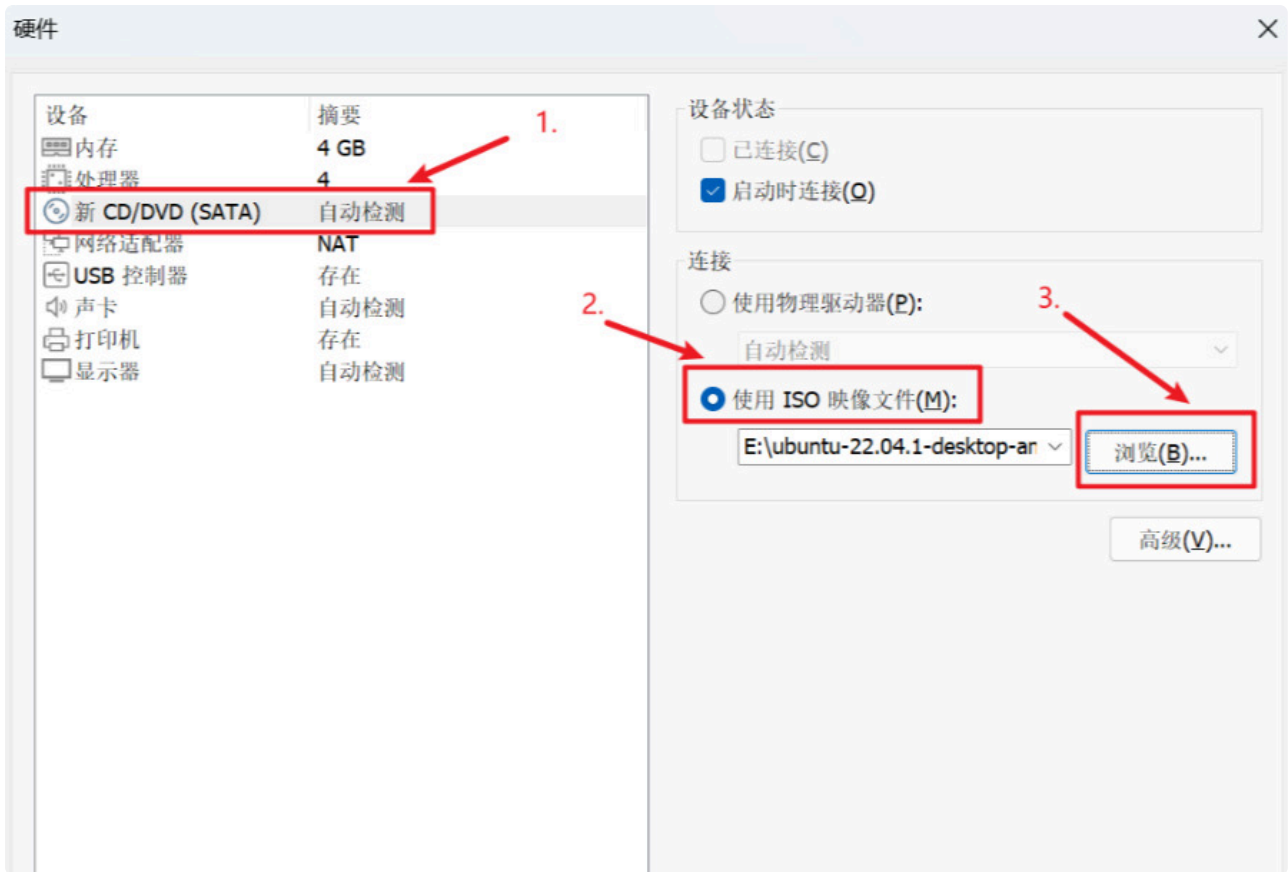 硬件
设备 摘要
内存 4 GB
处理器 4
新 CD/DVD (SATA) 自动检测
网络适配器 NAT
USB 控制器 存在
声卡 自动检测
打印机 存在
显示器 自动检测
1.
设备状态
已连接(C)
启动时连接(O)
连接
2.
使用物理驱动器(P):
3.
自动检测
使用 ISO 映像文件(M):
E:\ubuntu-22.04.1-desktop-an
浏览(B)...
高级(V)...